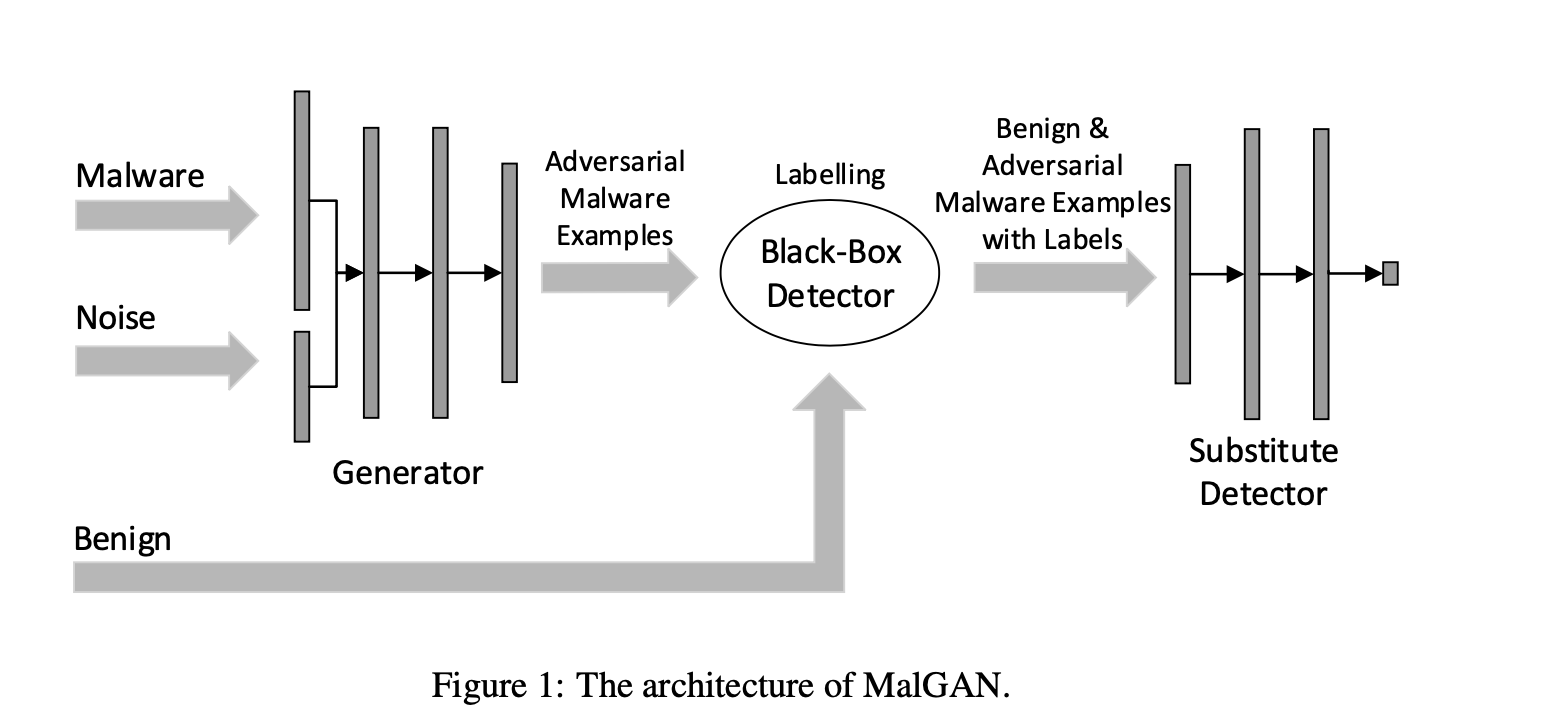 Malware
Noise
Generator
Benign
Adversarial
Malware
Examples
Labelling
Black-Box
Detector
Benign &
Adversarial
Malware Examples
with Labels
Substitute
Detector
Figure 1: The architecture of MalGAN.